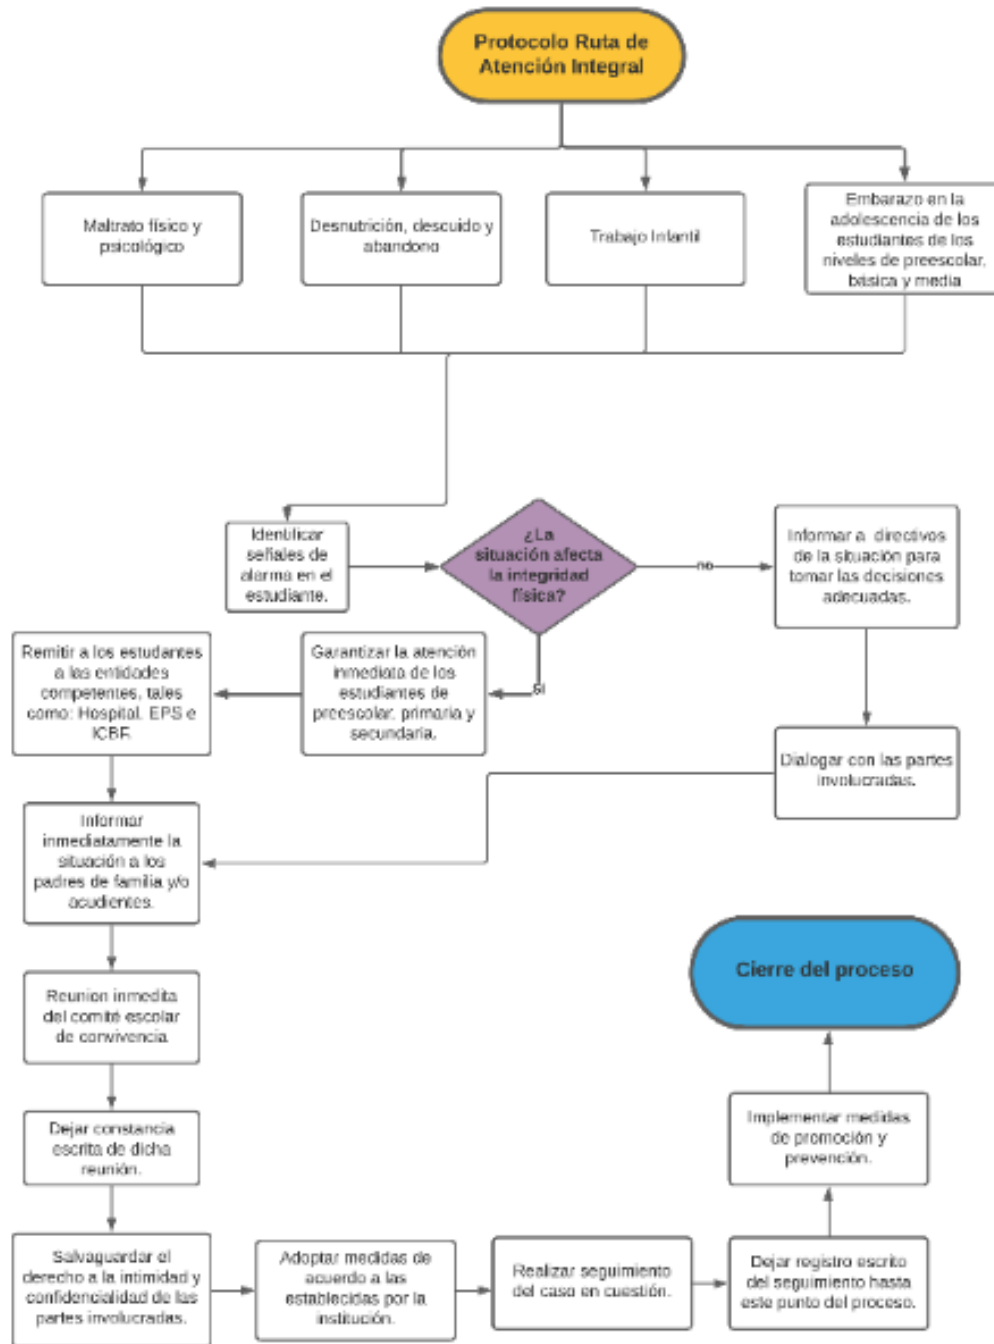 Protocolo Ruta de
Atención Integral
Maltrato físico y
psicológico
Desnutrición, descuido y
abandono
Trabajo Infantil
Embarazo en la
adolescencia de los
estudiantes de los
niveles de preescolar,
básica y media
Identificar
señales de
alarma en el
estudiante.
¿La
situación afecta
la integridad
física?
no
Informar a directivos
de la situación para
tomar las decisiones
adecuadas.
Si
Garantizar la atención
inmediata de los
estudiantes de
preescolar, primaria y
secundaria.
Remitir a los estudiantes
a las entidades
competentes, tales
como: Hospital, EPS e
ICBF.
Dialogar con las partes
involucradas.
Informar
inmediatamente la
situación a los
padres de familia y/o
acudientes.
Reunion inmedita
del comité escolar
de convivencia
Dejar constancia
escrita de dicha
reunión.
Salvaguardar el
derecho a la intimidad y
confidencialidad de las
partes involucradas.
Adoptar medidas de
acuerdo a las
establecidas por la
institución.
Realizar seguimiento
del caso en cuestión.
Dejar registro escrito
del seguimiento hasta
este punto del proceso.
Implementar medidas
de promoción y
prevención.
Cierre del proceso